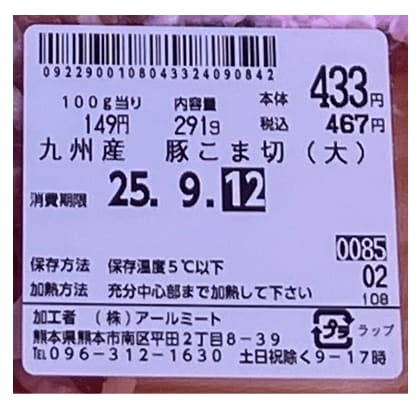 09229001080433240908​42
100g当り 内容量 本体 433円
149円 291g 税込 467円
九州産 豚こま切(大)
消費期限 25. 9.12
0085
保存方法 保存温度5℃以下 02
加熱方法 充分中心部まで加熱して下さい 108
加工者 (株)アールミート プラ ラップ
熊本県熊本市南区平田2丁目8-39
TEL096-312-1630 土日祝除く9-17時